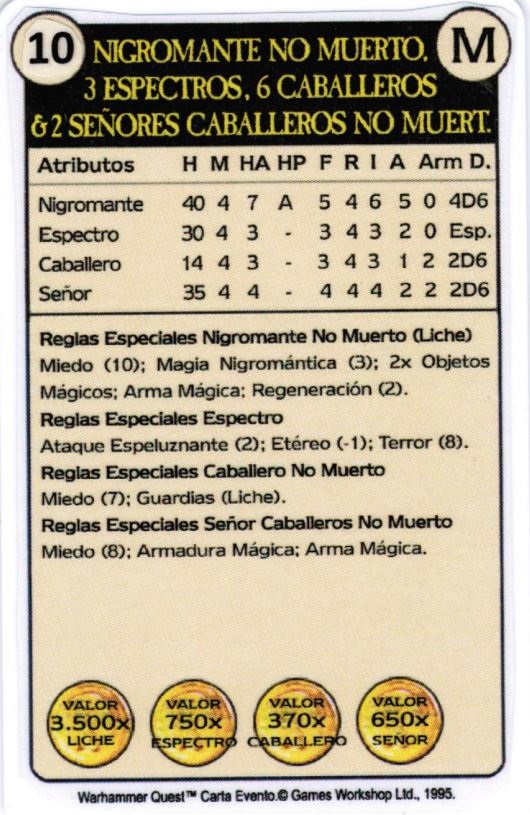 10
M
NIGROMANTE NO MUERTO,
3 ESPECTROS, 6 CABALLEROS
& 2 SEÑORES CABALLEROS NO MUERT.
Atributos H M HA HP F R I A Arm D.
Nigromante 40 4 7 A 5 4 6 5 0 4D6
Espectro 30 4 3 - 3 4 3 2 0 Esp.
Caballero 14 4 3 - 3 4 3 1 2 2D6
Señor 35 4 4 - 4 4 4 2 2 2D6
Reglas Especiales Nigromante No Muerto (Liche)
Miedo (10); Magia Nigromántica (3); 2x Objetos
Mágicos; Arma Mágica; Regeneración (2).
Reglas Especiales Espectro
Ataque Espeluznante (2); Etéreo (-1); Terror (8).
Reglas Especiales Caballero No Muerto
Miedo (7); Guardias (Liche).
Reglas Especiales Señor Caballeros No Muerto
Miedo (8); Armadura Mágica; Arma Mágica.
VALOR
3.500x
LICHE
VALOR
750x
ESPECTRO
VALOR
370x
CABALLERO
VALOR
650x
SEÑOR
Warhammer Quest™ Carta Evento.© Games Workshop Ltd., 1995.